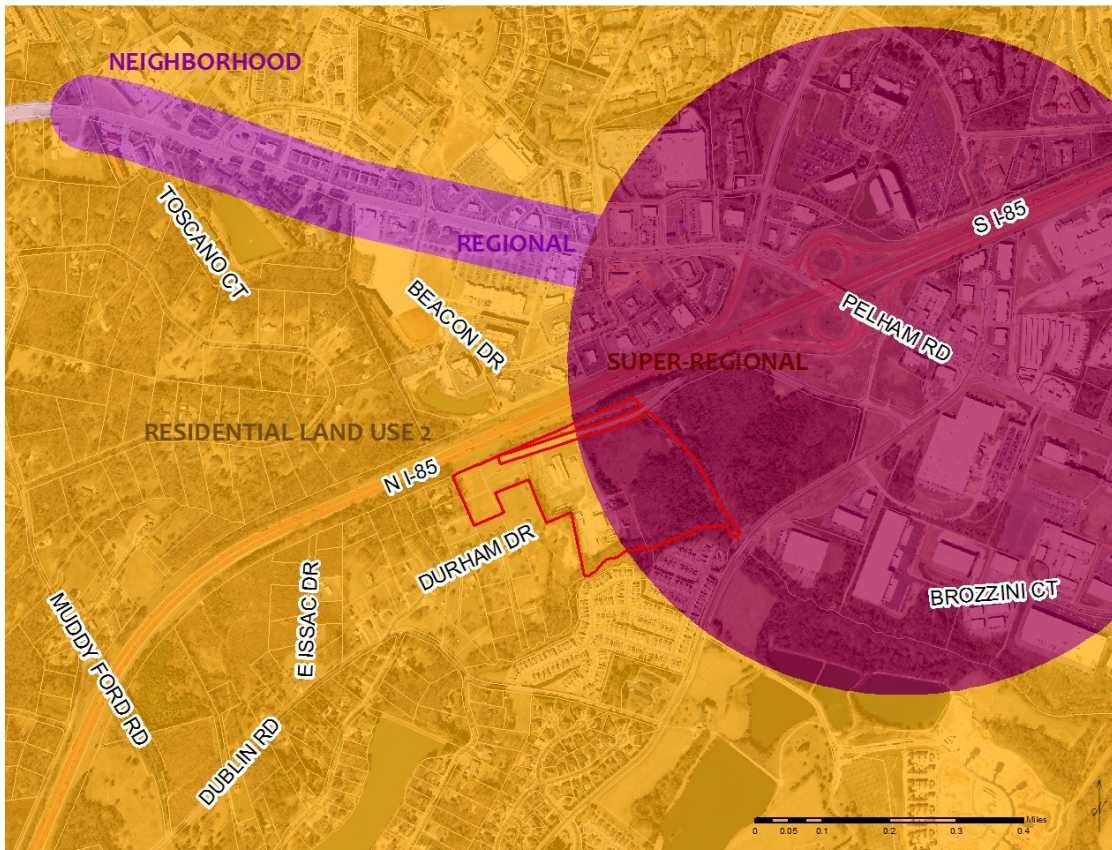 NEIGHBORHOOD
TOSCANO CT
REGIONAL
S I-85
BEACON DR
PELHAM RD
SUPER-REGIONAL
RESIDENTIAL LAND USE 2
N I-85
DURHAM DR
E ISSAC DR
BROZZINI CT
MUDDY FORD RD
DUBLIN RD
Miles
0 0.05 0.1 0.2 0.3 0.4